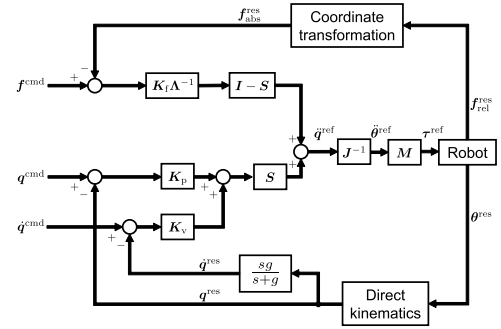 f_abs^res
Coordinate
transformation
−
f^cmd + K_f Λ^−1 I − S
f_rel^res
+ q̈^ref θ̈^ref τ^ref
+ J^−1 M Robot
q^cmd + − K_p + + S
q̇^cmd + − K_v
θ^res
q̇^res sg
s+g
q^res Direct
kinematics